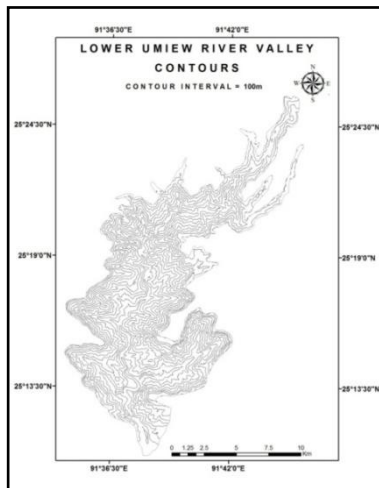 91°36'30"E 91°42'0"E
LOWER UMIEW RIVER VALLEY
CONTOURS
CONTOUR INTERVAL = 100m
N
W E
S
25°24'30"N 25°24'30"N
25°19'0"N 25°19'0"N
25°13'30"N 25°13'30"N
0 1.25 2.5 5 7.5 10
Km
91°36'30"E 91°42'0"E